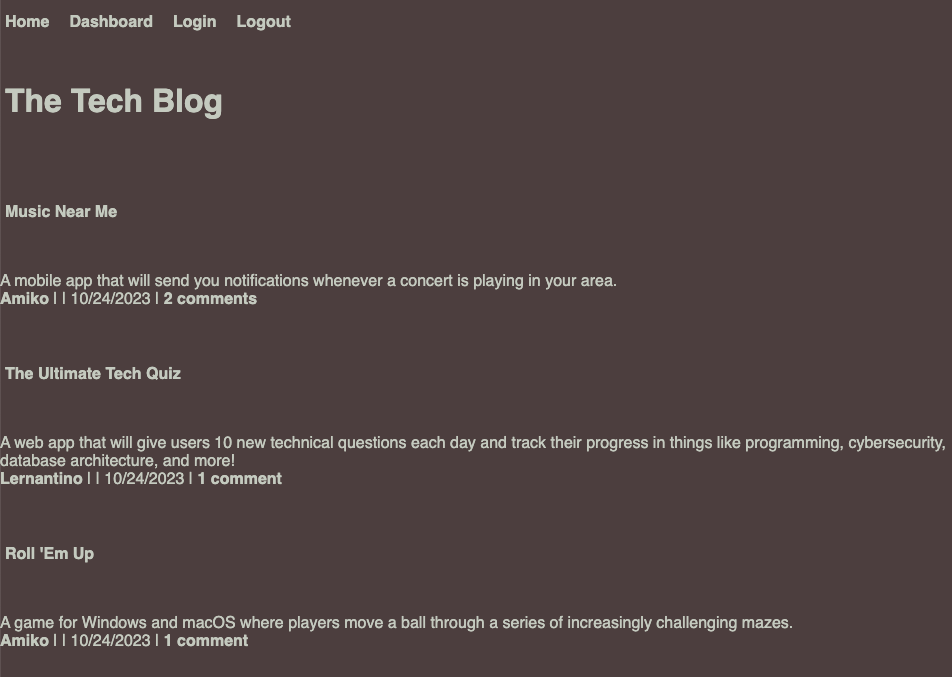 Home Dashboard Login Logout
The Tech Blog
Music Near Me
A mobile app that will send you notifications whenever a concert is playing in your area.
Amiko | | 10/24/2023 | 2 comments
The Ultimate Tech Quiz
A web app that will give users 10 new technical questions each day and track their progress in things like programming, cybersecurity,
database architecture, and more!
Lernantino | | 10/24/2023 | 1 comment
Roll 'Em Up
A game for Windows and macOS where players move a ball through a series of increasingly challenging mazes.
Amiko | | 10/24/2023 | 1 comment